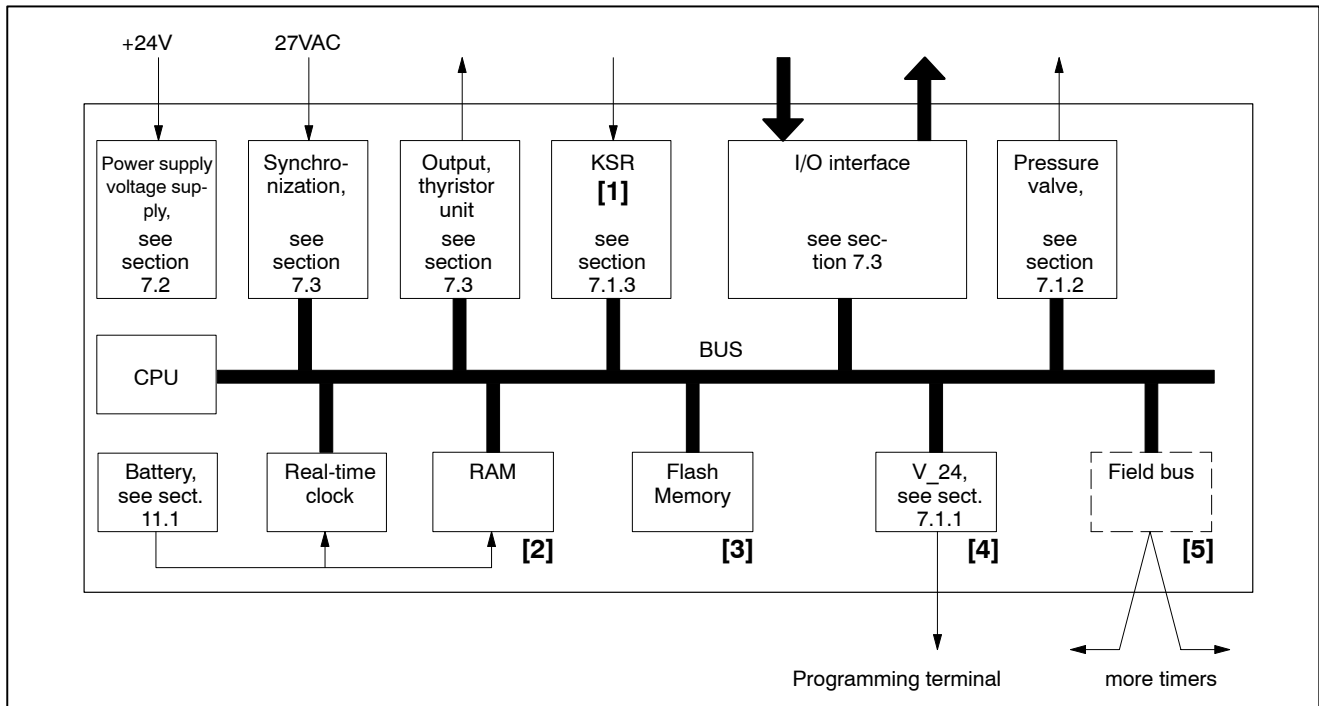 +24V
27VAC
Power supply
voltage sup-
ply,
see
section
7.2
Synchro-
nization,
see
section
7.3
Output,
thyristor
unit
see
section
7.3
KSR
[1]
see
section
7.1.3
I/O interface
see sec-
tion 7.3
Pressure
valve,
see
section
7.1.2
BUS
CPU
Battery,
see sect.
11.1
Real-time
clock
RAM
[2]
Flash
Memory
[3]
V_24,
see sect.
7.1.1
[4]
Field bus
[5]
Programming terminal
more timers